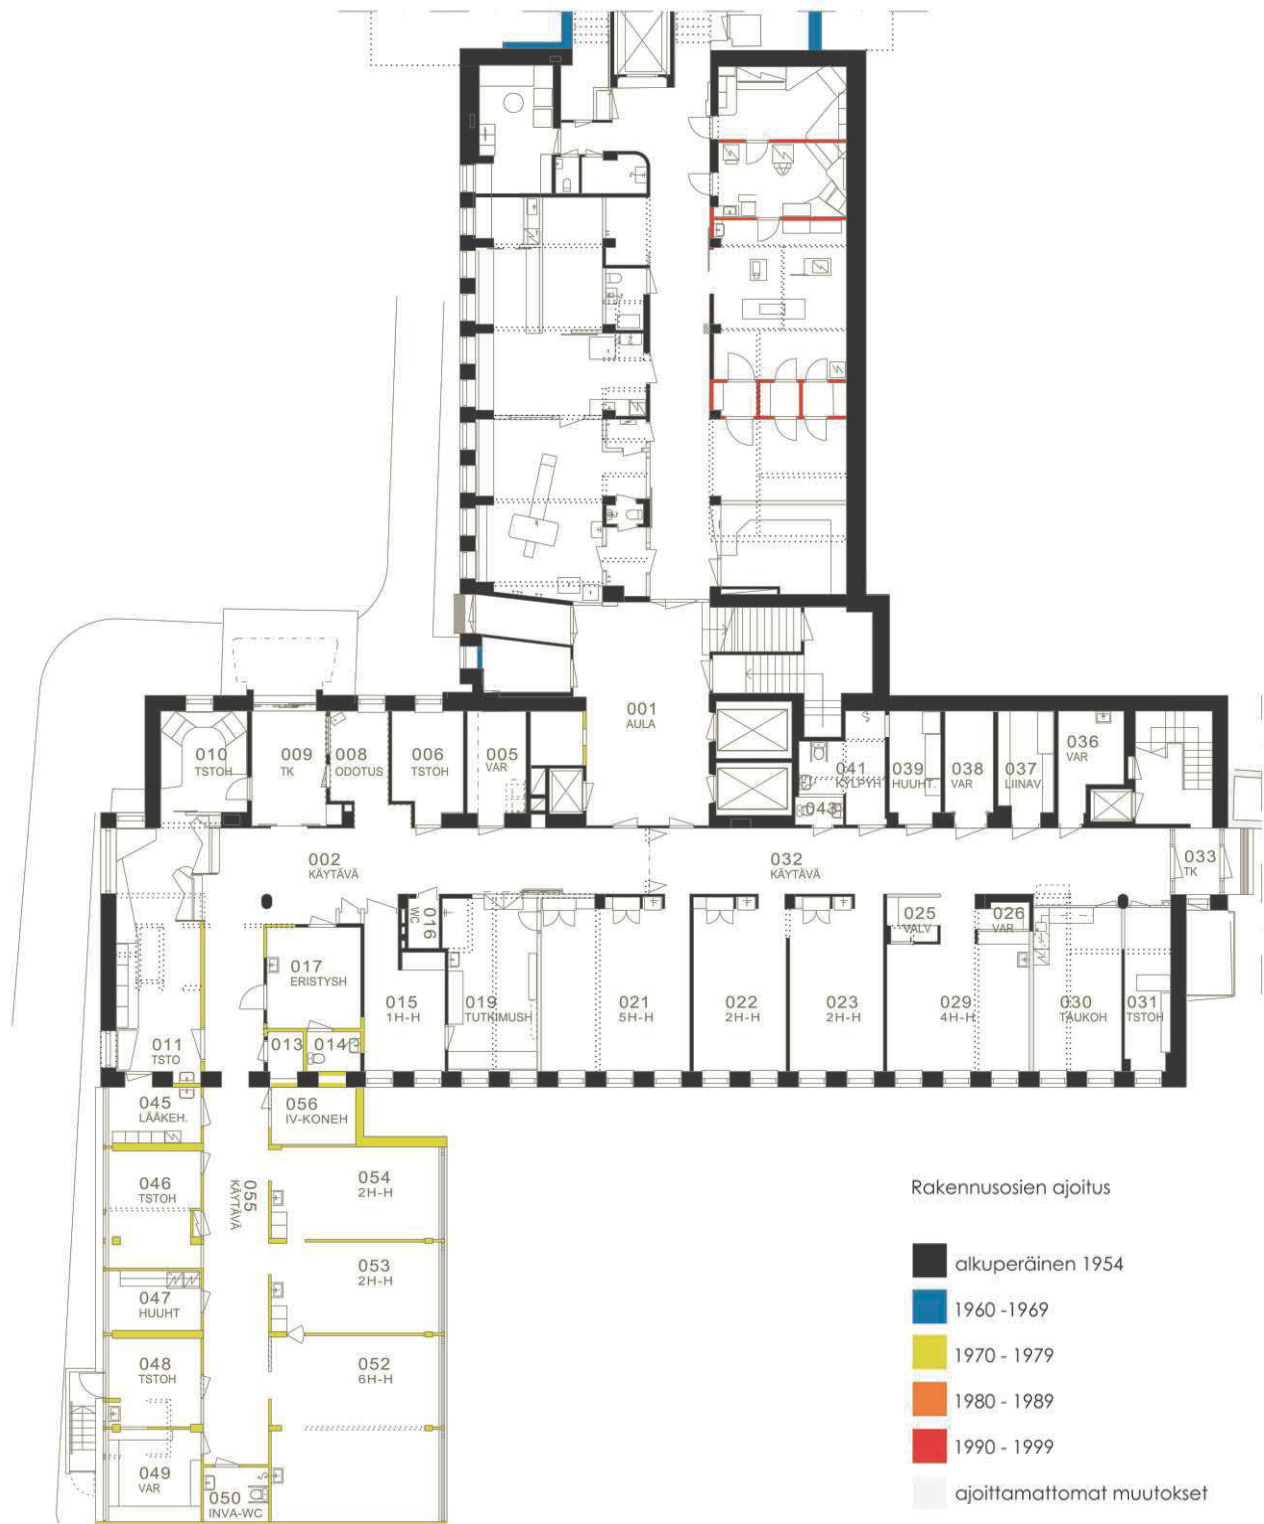 001
AULA
010
TSTOH
009
TK
008
ODOTUS
006
TSTOH
005
VAR
041
KYLPYH
043
039
HUUHT.
038
VAR
037
LIINAV.
036
VAR
002
KÄYTÄVÄ
032
KÄYTÄVÄ
033
TK
016
WC
025
VALV
026
VAR
017
ERISTYSH
015
1H-H
019
TUTKIMUSH
021
5H-H
022
2H-H
023
2H-H
029
4H-H
030
TAUKOH
031
TSTOH
011
TSTO
013
014
045
LÄÄKEH.
056
IV-KONEH
046
TSTOH
055
KÄYTÄVÄ
054
2H-H
047
HUUHT
053
2H-H
048
TSTOH
052
6H-H
049
VAR
050
INVA-WC
Rakennusosien ajoitus
alkuperäinen 1954
1960 -1969
1970 - 1979
1980 - 1989
1990 - 1999
ajoittamattomat muutokset